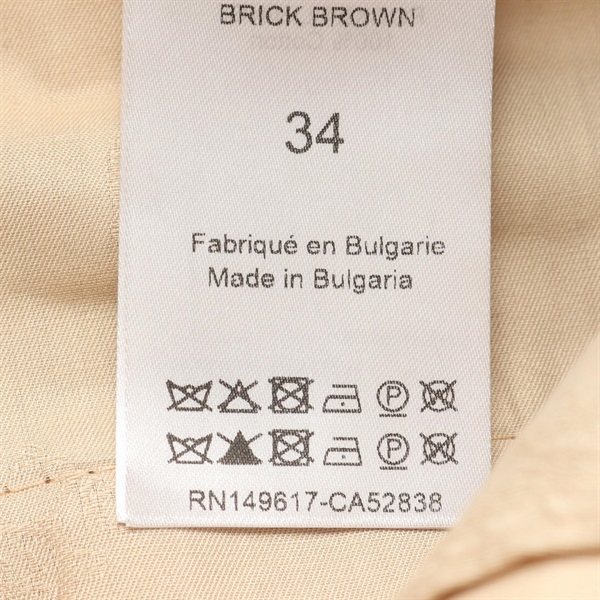 BRICK BROWN
34
Fabriqué en Bulgarie
Made in Bulgaria
P
P
RN149617-CA52838